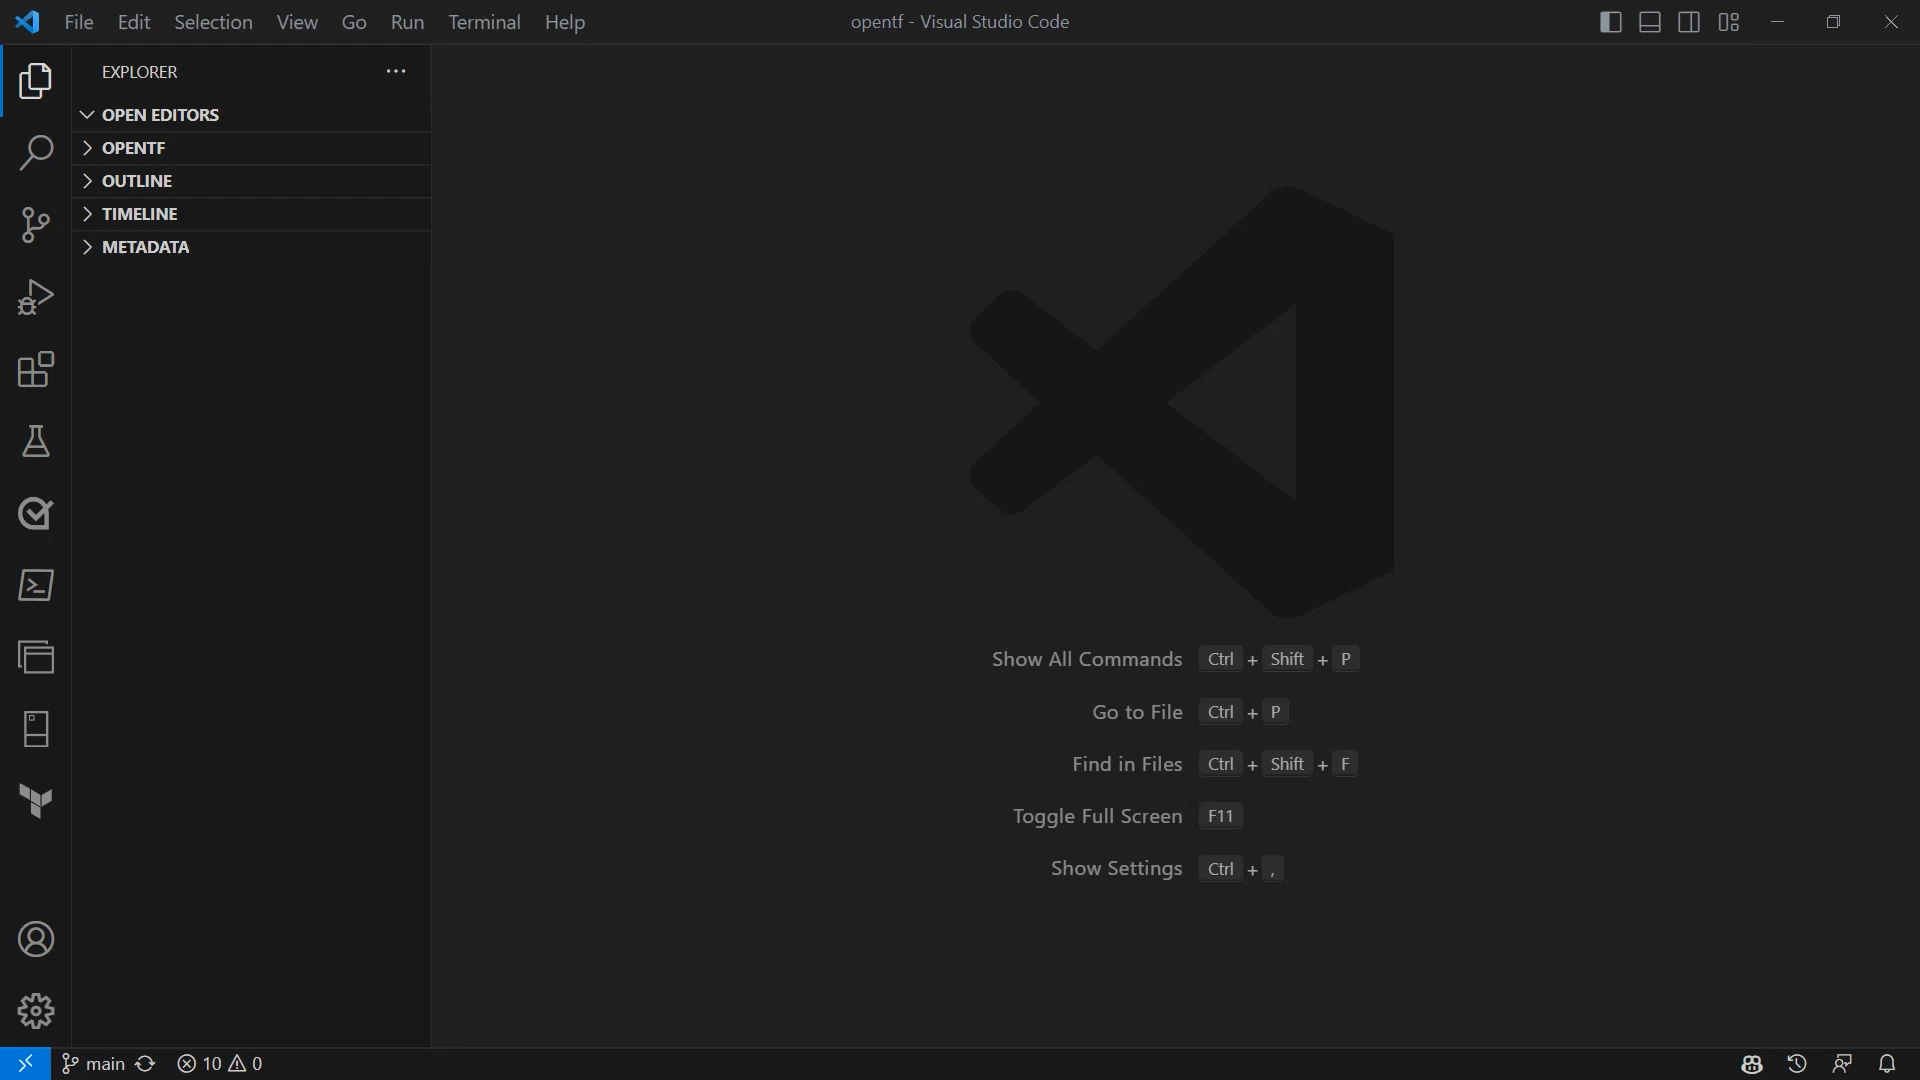 File Edit Selection View Go Run Terminal Help
opentf - Visual Studio Code
EXPLORER
OPEN EDITORS
OPENTF
OUTLINE
TIMELINE
METADATA
Show All Commands Ctrl + Shift + P
Go to File Ctrl + P
Find in Files Ctrl + Shift + F
Toggle Full Screen F11
Show Settings Ctrl + ,
main 10 0